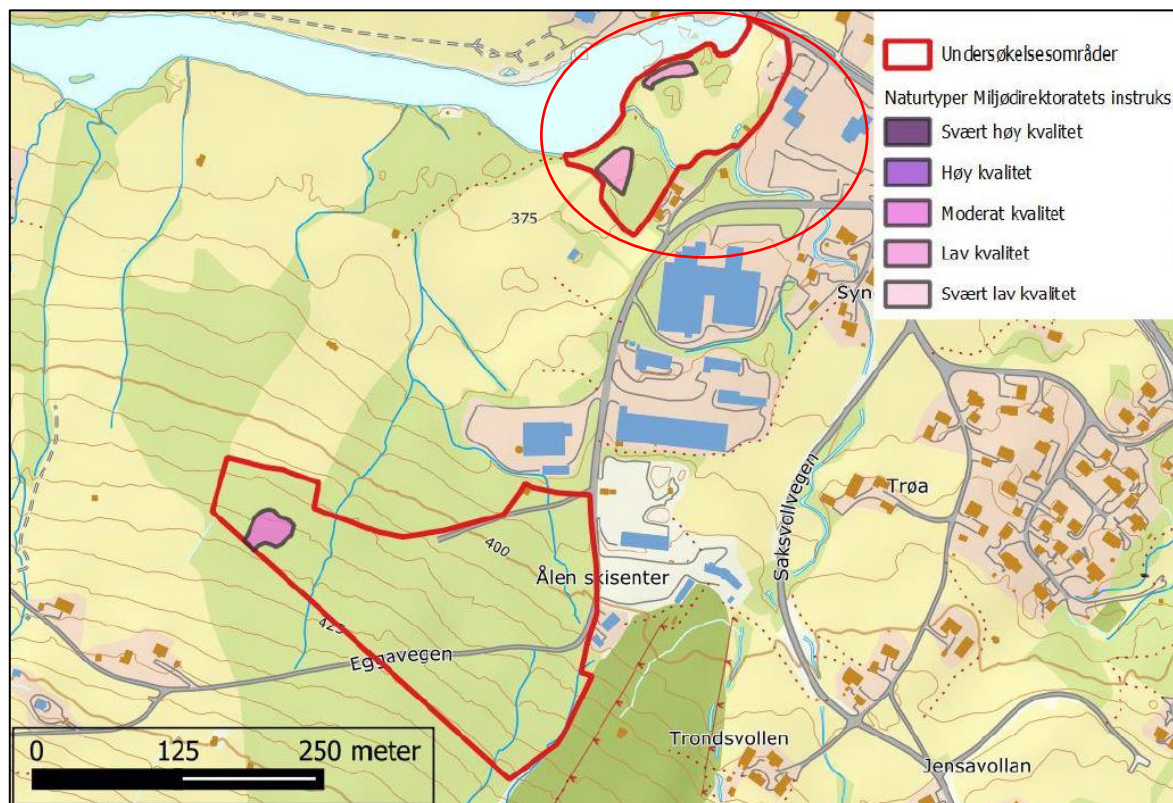 Undersøkelsesområder
Naturtyper Miljødirektoratets instruks
Svært høy kvalitet
Høy kvalitet
Moderat kvalitet
Lav kvalitet
Svært lav kvalitet
375
Syn
Saksvollvegen
Trøa
400
Ålen skisenter
425
Eggavegen
Trondsvollen
Jensavollan
0 125 250 meter